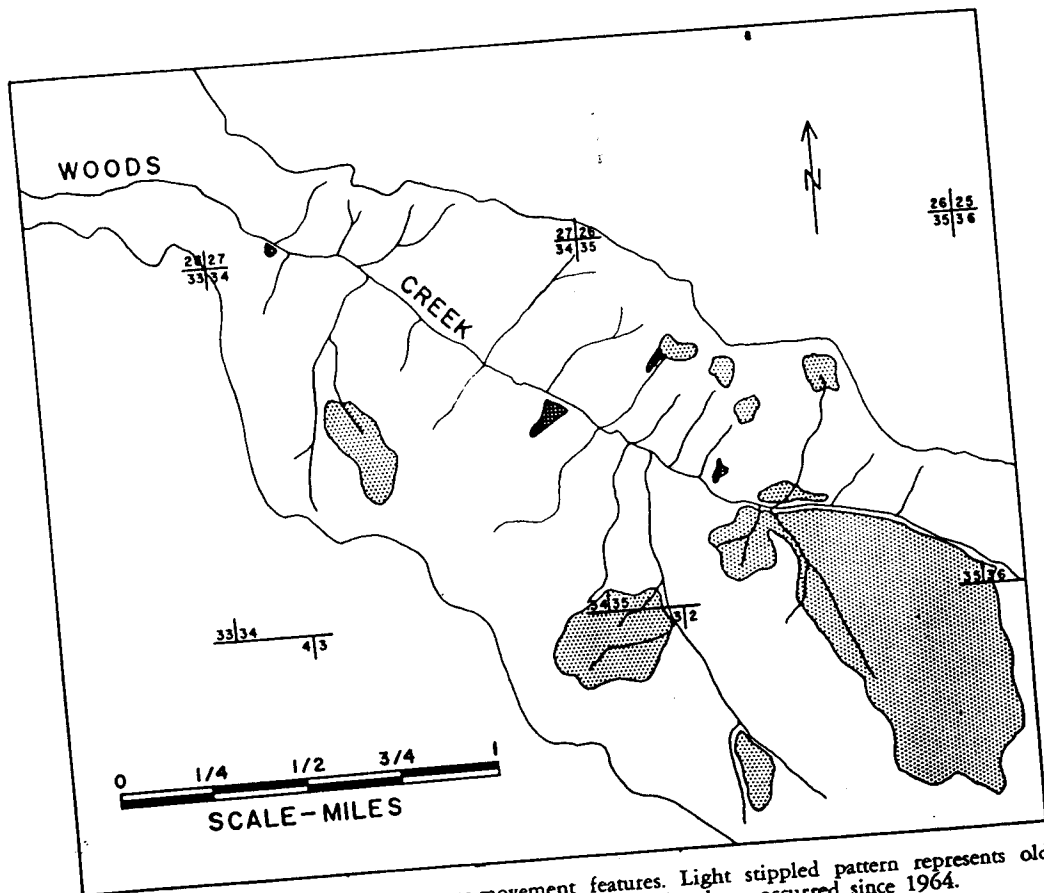 WOODS
CREEK
N
28|27
33|34
27|26
34|35
26|25
35|36
34|35
3|2
35|36
33|34
4|3
0 1/4 1/2 3/4 1
SCALE-MILES
movement features. Light stippled pattern represents old
occurred since 1964.